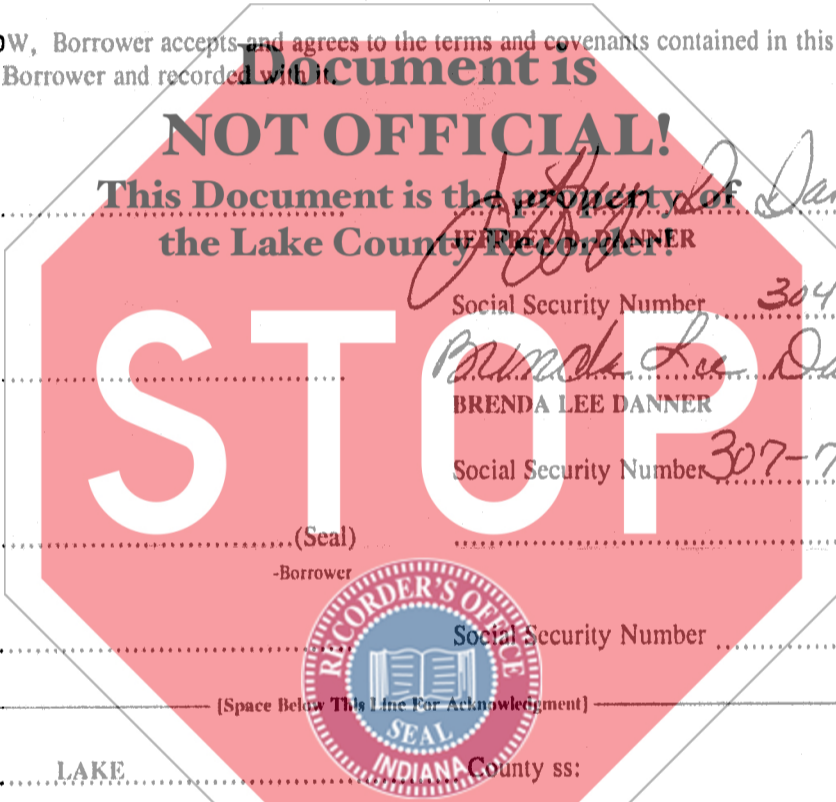 OW, Borrower accepts and agrees to the terms and covenants contained in this
Borrower and recorded with it.
Document is
NOT OFFICIAL!
This Document is the property of
the Lake County Recorder!
Jeffrey D Dan
JEFFREY D. DANNER
Social Security Number 304
STOP
Brenda Lee Da
BRENDA LEE DANNER
Social Security Number 307-7
(Seal)
-Borrower
RECORDER'S OFFICE
Social Security Number
[Space Below This Line For Acknowledgment]
SEAL
INDIANA
LAKE County ss: